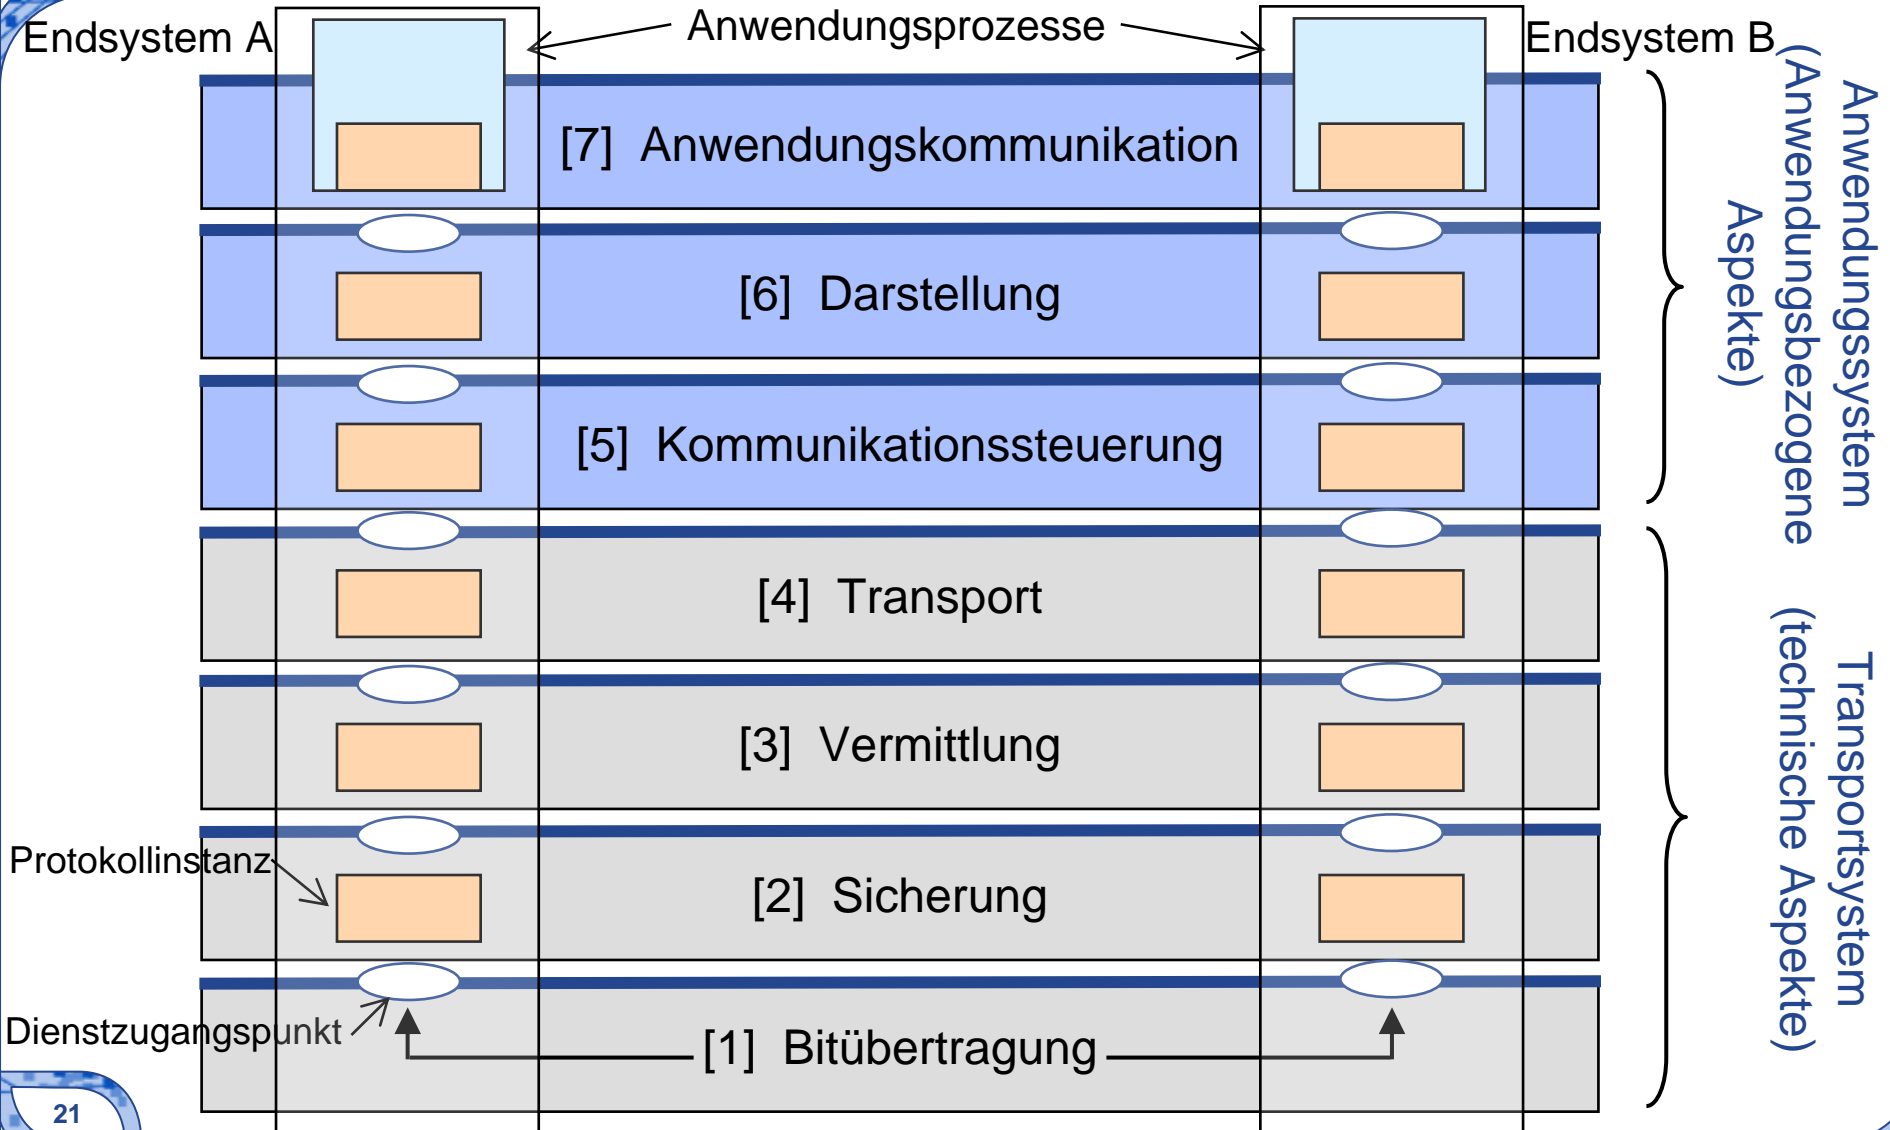 Endsystem A
Anwendungsprozesse
Endsystem B
[7] Anwendungskommunikation
[6] Darstellung
[5] Kommunikationssteuerung
[4] Transport
[3] Vermittlung
[2] Sicherung
[1] Bitübertragung
Protokollinstanz
Dienstzugangspunkt
Anwendungssystem
(Anwendungsbezogene
Aspekte)
Transportsystem
(technische Aspekte)
21